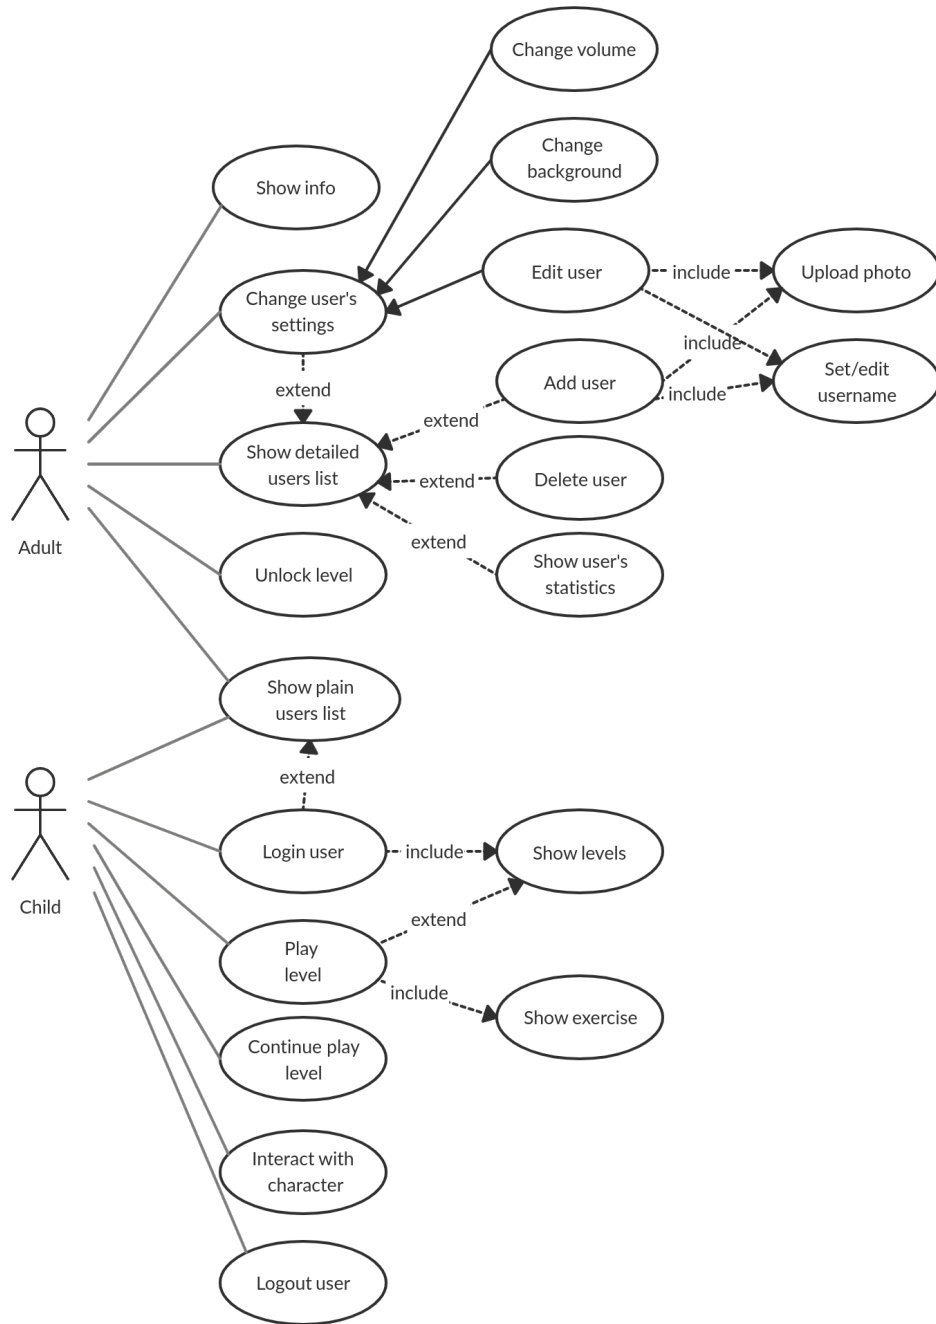 Change volume
Change
background
Show info
Edit user
include
Upload photo
Change user's
settings
include
Set/edit
username
Add user
include
extend
extend
Show detailed
users list
extend
Delete user
extend
Show user's
statistics
Unlock level
Adult
Show plain
users list
extend
Login user
include
Show levels
Child
extend
Play
level
include
Show exercise
Continue play
level
Interact with
character
Logout user